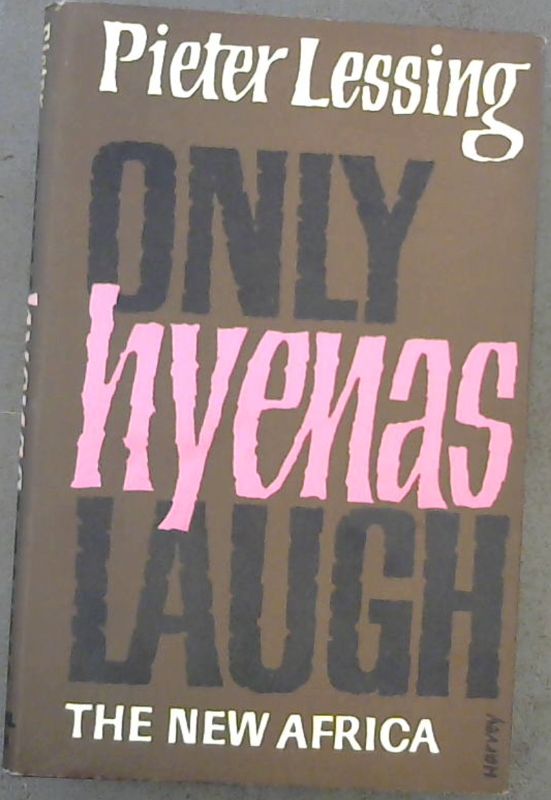 Pieter Lessing
ONLY
hyenas
LAUGH
THE NEW AFRICA
Harvey